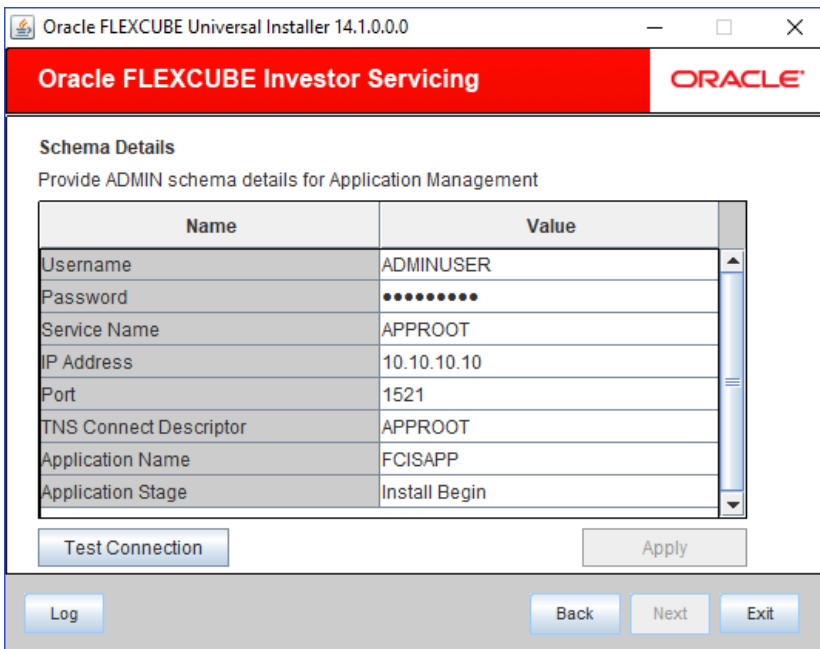 Oracle FLEXCUBE Universal Installer 14.1.0.0.0
Oracle FLEXCUBE Investor Servicing ORACLE
Schema Details
Provide ADMIN schema details for Application Management
Name Value
Username ADMINUSER
Password •••••••••
Service Name APPROOT
IP Address 10.10.10.10
Port 1521
TNS Connect Descriptor APPROOT
Application Name FCISAPP
Application Stage Install Begin
Test Connection Apply
Log Back Next Exit